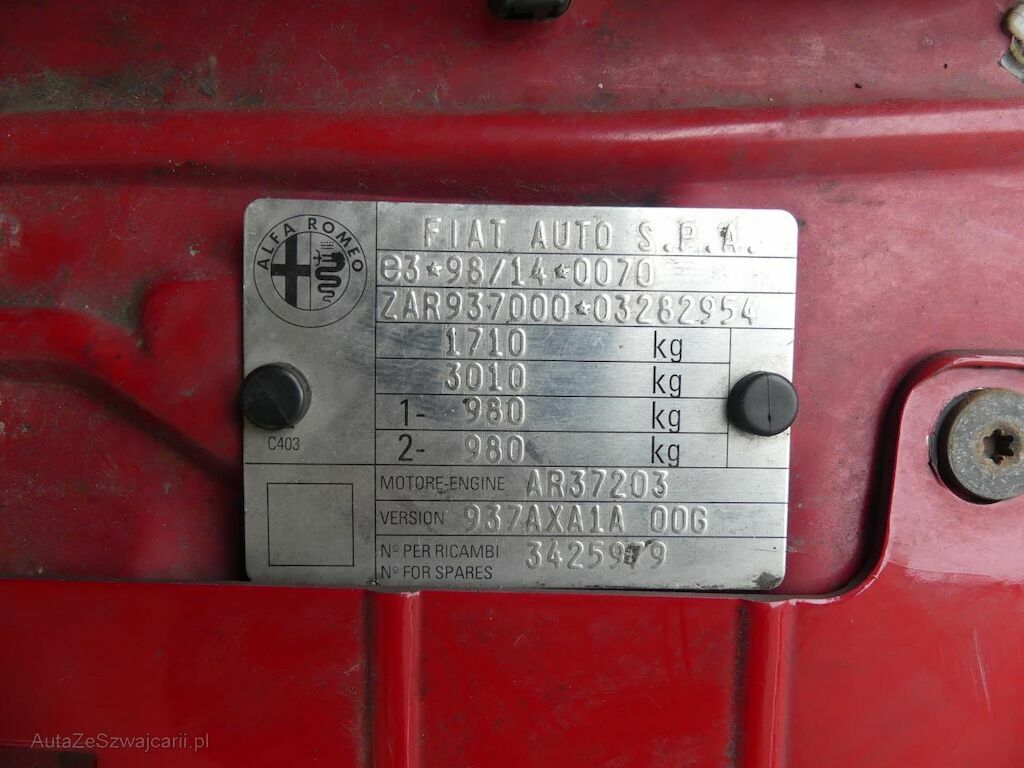 ALFA ROMEO
FIAT AUTO S.P.A.
e3*98/14*0070
ZAR937000*03282954
1710 kg
3010 kg
1- 980 kg
2- 980 kg
C403
MOTORE-ENGINE AR37203
VERSION 937AXA1A 00G
Nº PER RICAMBI 3425979
Nº FOR SPARES
AutaZeSzwajcarii.pl